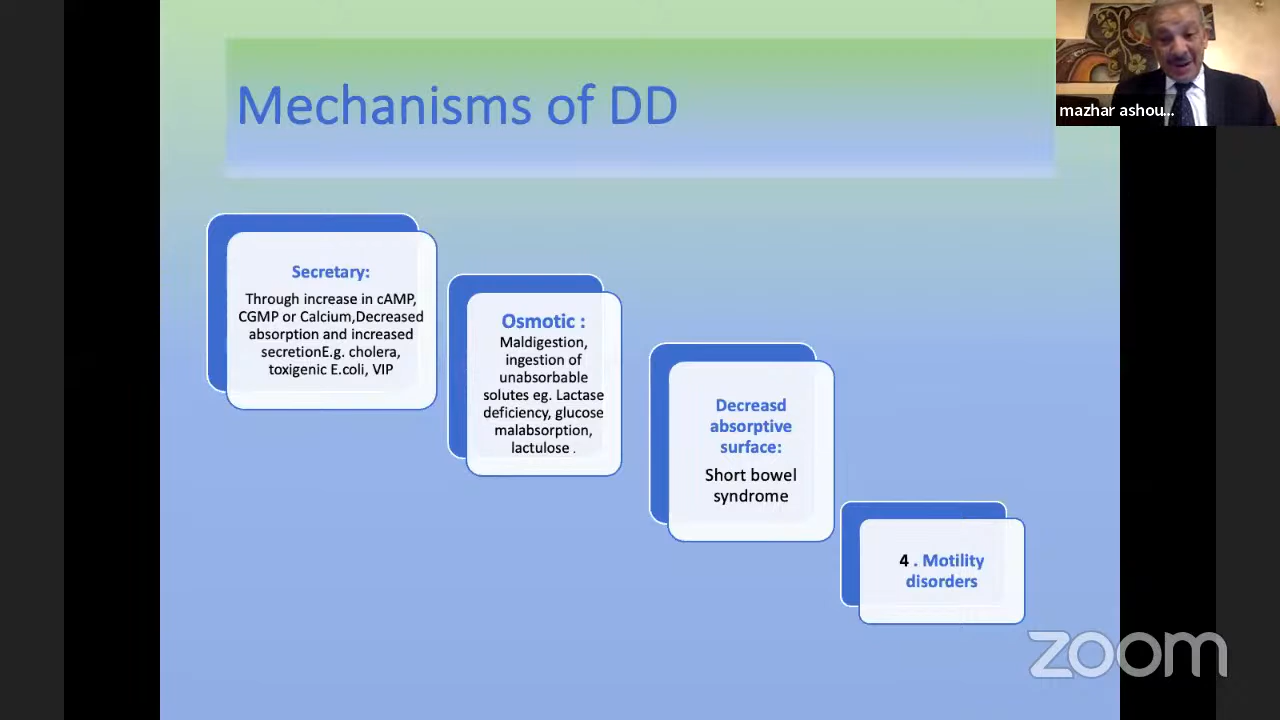 Mechanisms of DD
mazhar ashou...
Secretary:
Through increase in cAMP,
CGMP or Calcium,Decreased
absorption and increased
secretionE.g. cholera,
toxigenic E.coli, VIP
Osmotic :
Maldigestion,
ingestion of
unabsorbable
solutes eg. Lactase
deficiency, glucose
malabsorption,
lactulose .
Decreasd
absorptive
surface:
Short bowel
syndrome
4 . Motility
disorders
zoom